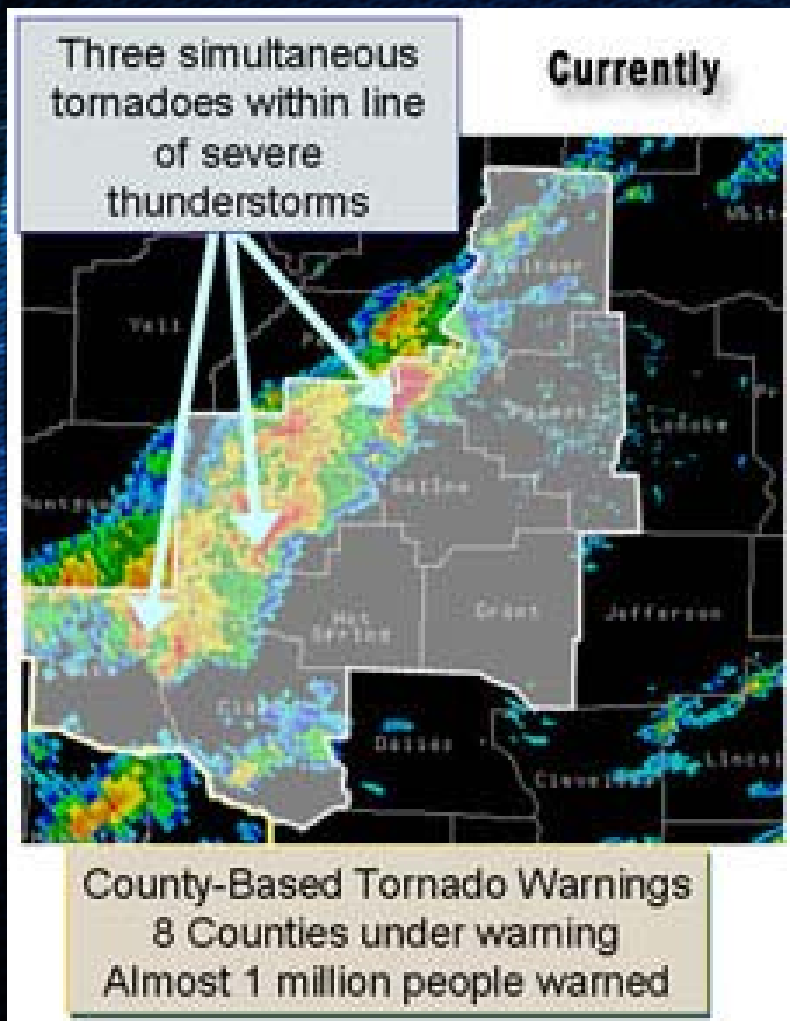 Three simultaneous
tornadoes within line
of severe
thunderstorms
Currently
Yell
Saline
Hot
Spring
Grant
Jefferson
Dallas
County-Based Tornado Warnings
8 Counties under warning
Almost 1 million people warned